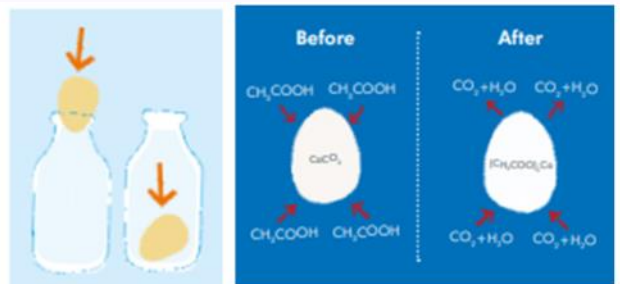 Before
After
CH₃COOH CH₃COOH
CO₂+H₂O CO₂+H₂O
CaCO₃
(CH₃COO)₂Ca
CH₃COOH CH₃COOH
CO₂+H₂O CO₂+H₂O